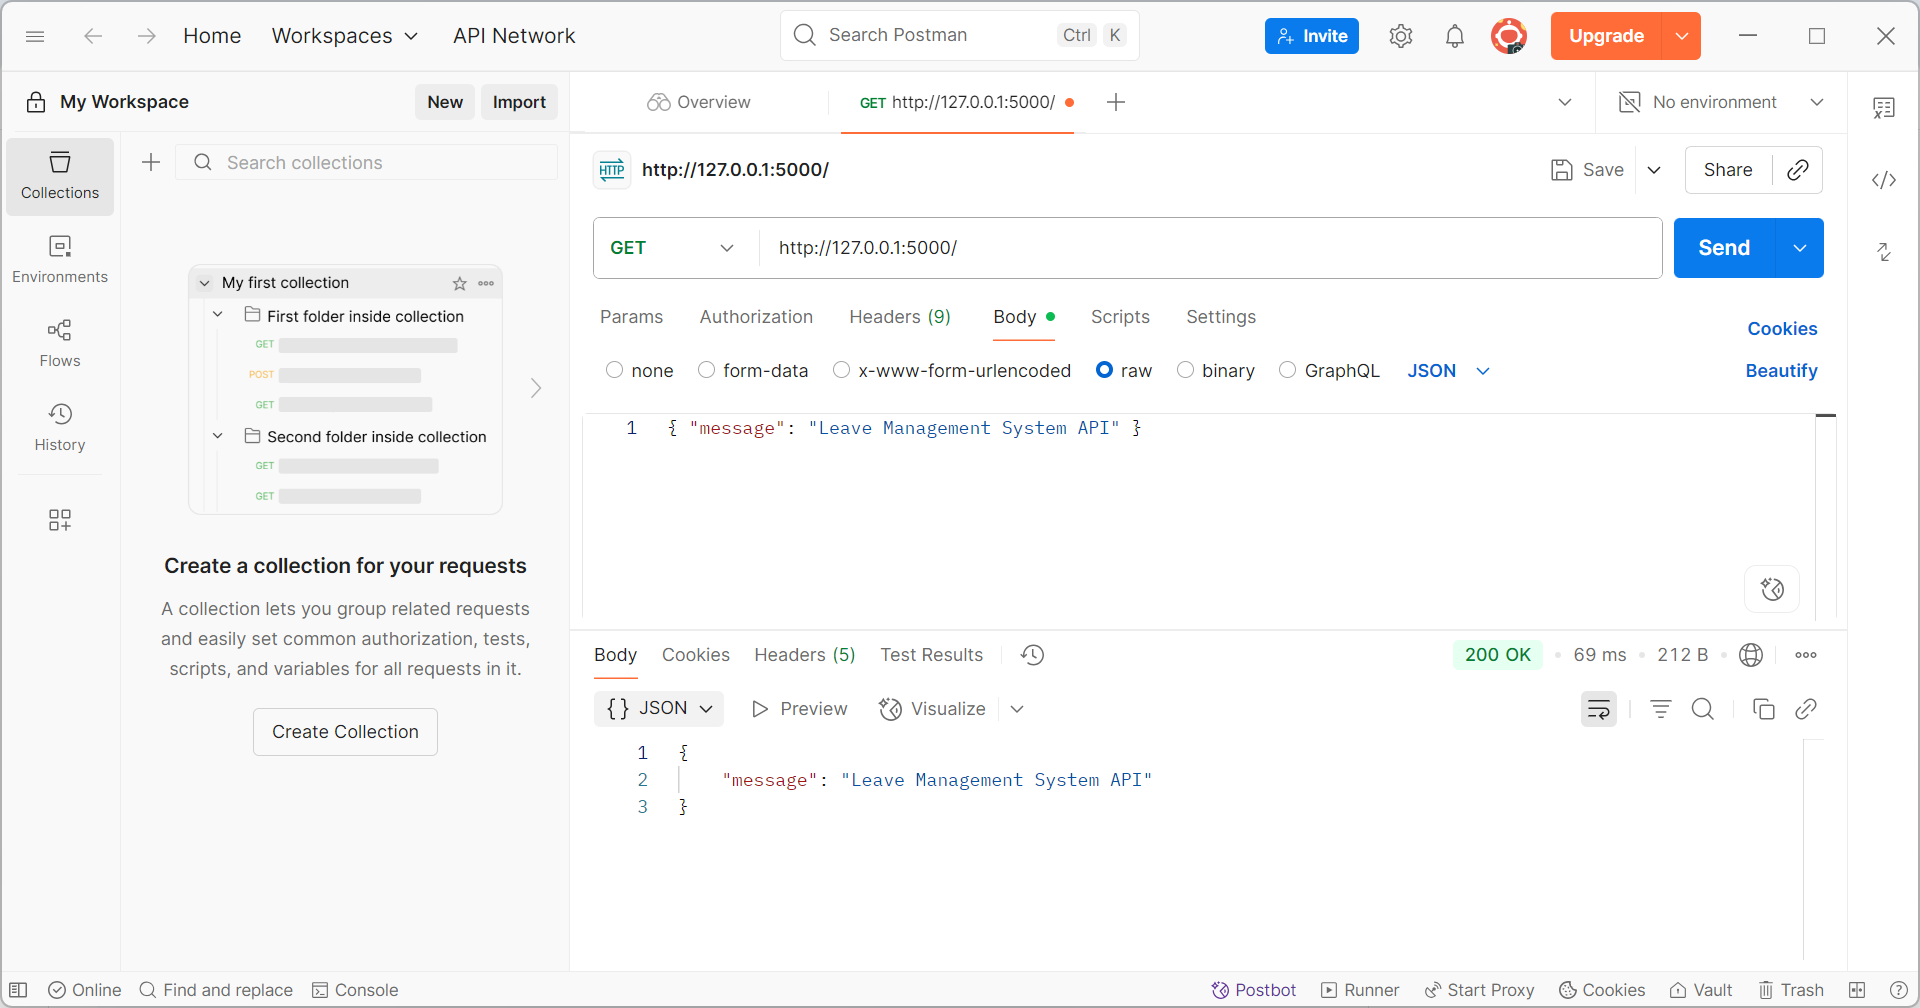 Home Workspaces API Network Search Postman Ctrl K Invite Upgrade
My Workspace New Import
Overview GET http://127.0.0.1:5000/ No environment
Collections
Environments
Flows
History
Search collections
My first collection
First folder inside collection
GET
POST
GET
Second folder inside collection
GET
GET
Create a collection for your requests
A collection lets you group related requests
and easily set common authorization, tests,
scripts, and variables for all requests in it.
Create Collection
HTTP http://127.0.0.1:5000/ Save Share
GET http://127.0.0.1:5000/ Send
Params Authorization Headers (9) Body Scripts Settings Cookies
none form-data x-www-form-urlencoded raw binary GraphQL JSON Beautify
1 { "message": "Leave Management System API" }
Body Cookies Headers (5) Test Results 200 OK • 69 ms • 212 B •
{} JSON Preview Visualize
1 {
2 "message": "Leave Management System API"
3 }
Online Find and replace Console Postbot Runner Start Proxy Cookies Vault Trash